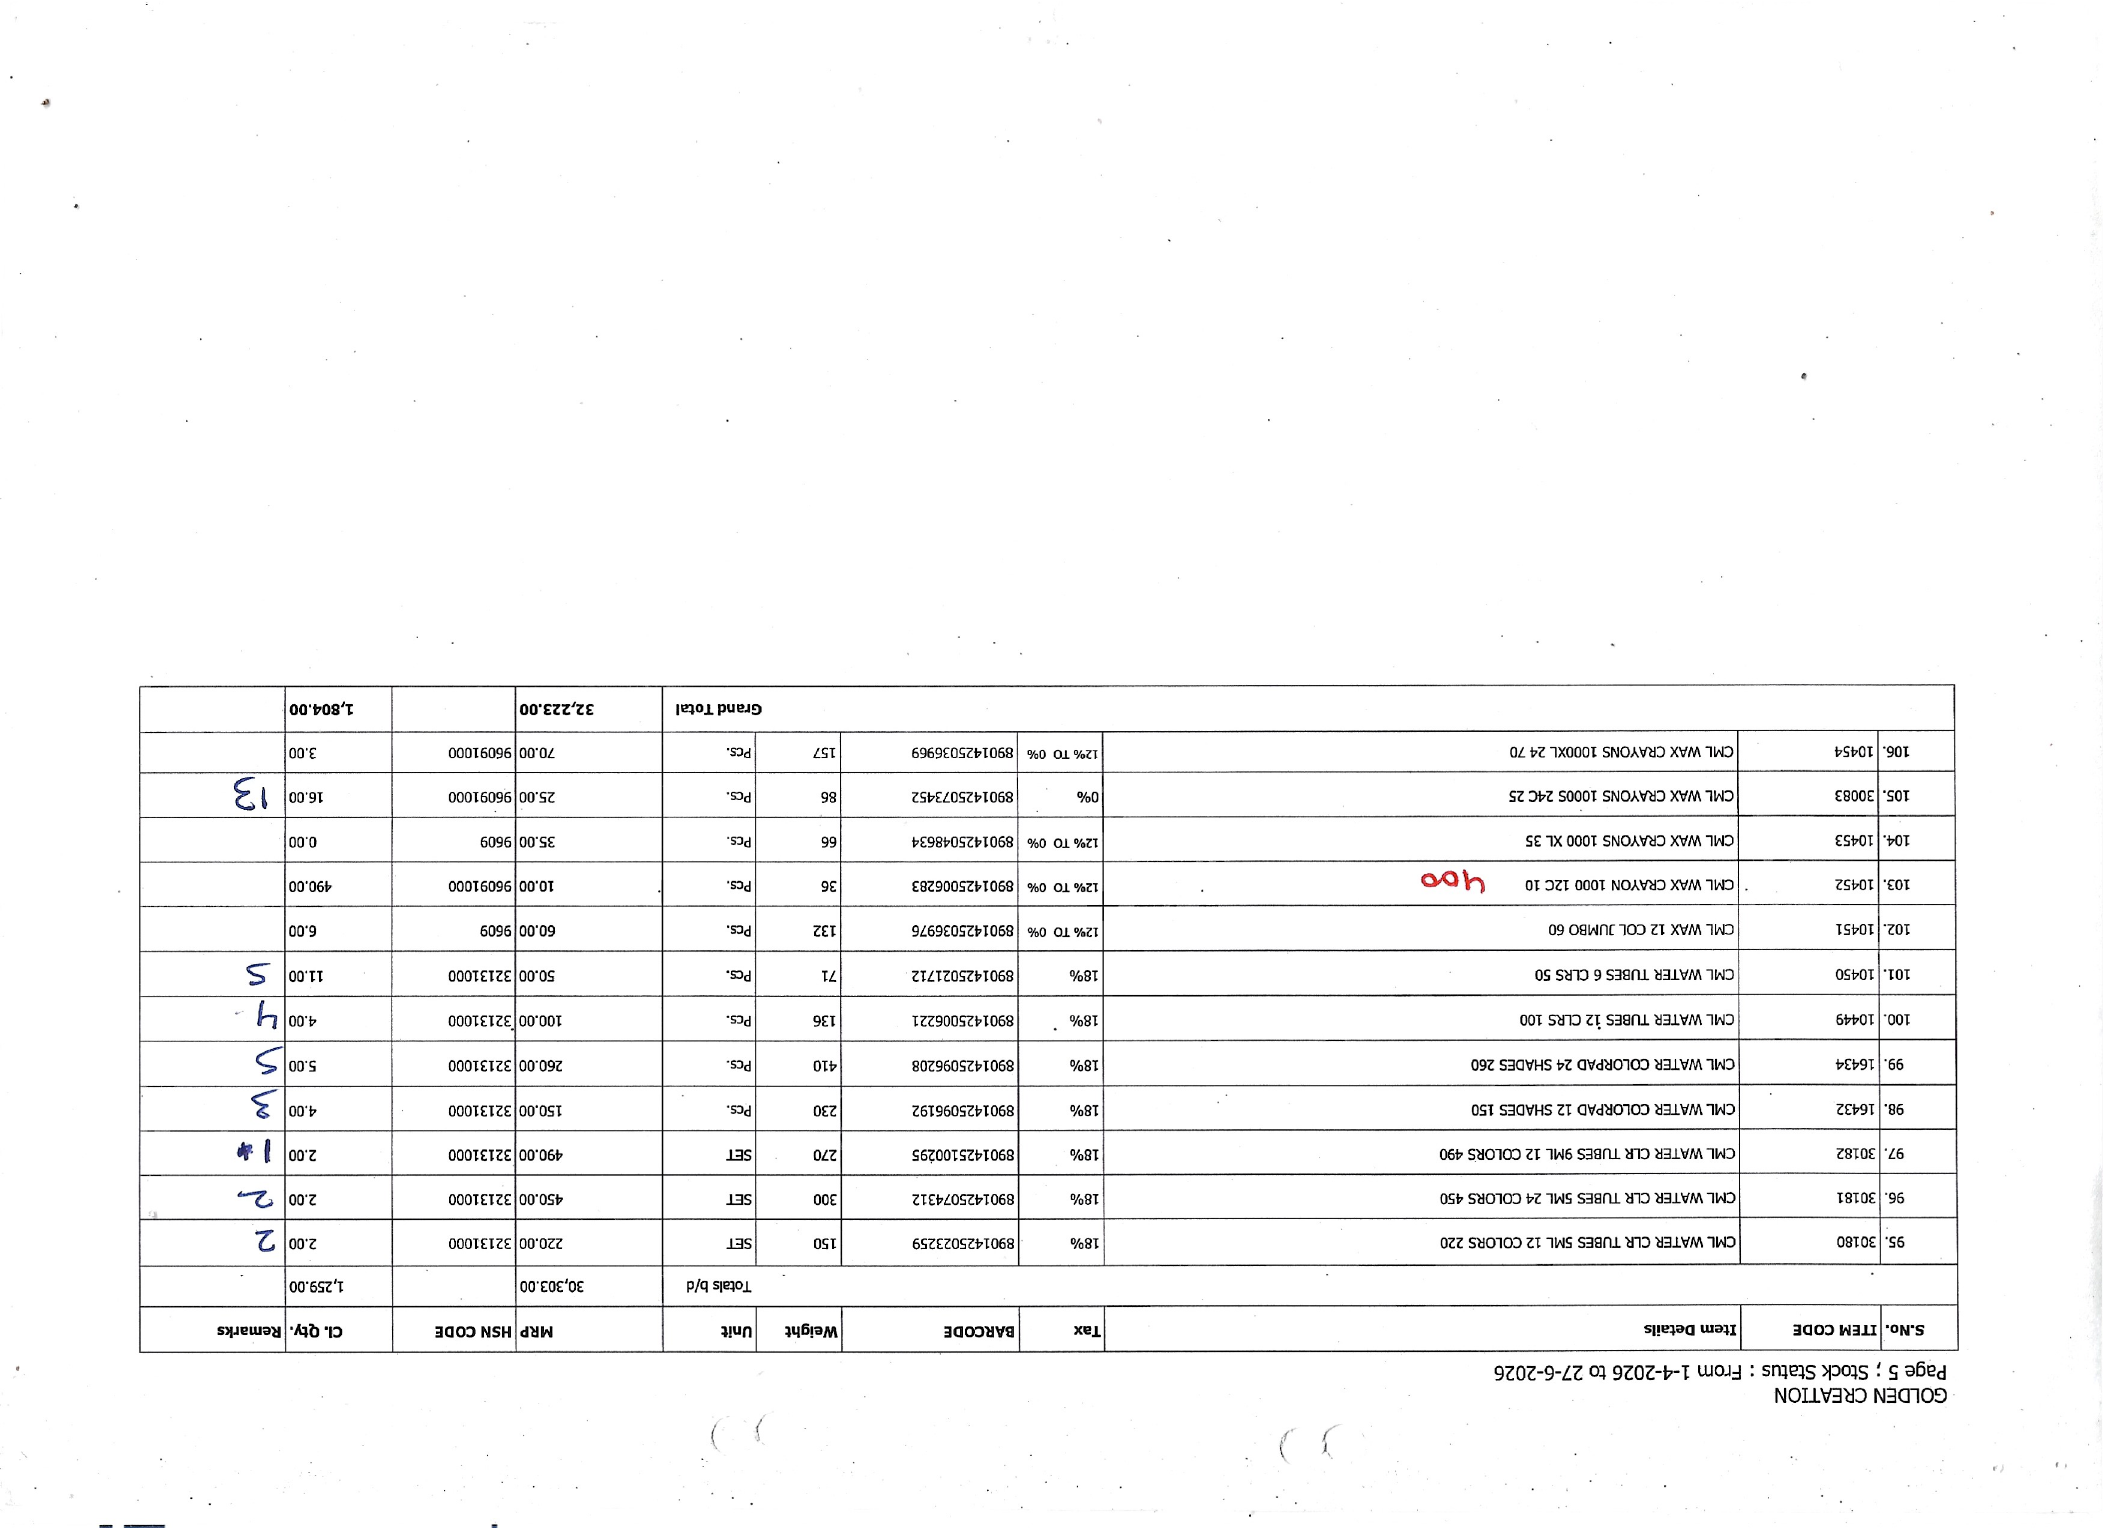 GOLDEN CREATION
Page 5 ; Stock Status : From 1-4-2026 to 27-6-2026
S.No. ITEM CODE Item Details Tax BARCODE Weight Unit MRP HSN CODE Cl. Qty. Remarks
Totals b/d 30,303.00 1,259.00
95. 30180 CML WATER CLR TUBES 5ML 12 COLORS 220 18% 8901425023259 150 SET 220.00 32131000 2.00 2
96. 30181 CML WATER CLR TUBES 5ML 24 COLORS 450 18% 8901425074312 300 SET 450.00 32131000 2.00 2
97. 30182 CML WATER CLR TUBES 9ML 12 COLORS 490 18% 8901425100295 270 SET 490.00 32131000 2.00 1
98. 16432 CML WATER COLORPAD 12 SHADES 150 18% 8901425096192 230 Pcs. 150.00 32131000 4.00 3
99. 16434 CML WATER COLORPAD 24 SHADES 260 18% 8901425096208 410 Pcs. 260.00 32131000 5.00 5
100. 10449 CML WATER TUBES 12 CLRS 100 18% 8901425006221 136 Pcs. 100.00 32131000 4.00 4
101. 10450 CML WATER TUBES 6 CLRS 50 18% 8901425021712 71 Pcs. 50.00 32131000 11.00 5
102. 10451 CML WAX 12 COL JUMBO 60 12% TO 0% 8901425036976 132 Pcs. 60.00 9609 6.00
103. 10452 CML WAX CRAYON 1000 12C 10 400 12% TO 0% 8901425006283 36 Pcs. 10.00 96091000 490.00
104. 10453 CML WAX CRAYONS 1000 XL 35 12% TO 0% 8901425048634 66 Pcs. 35.00 9609 0.00
105. 30083 CML WAX CRAYONS 1000S 24C 25 0% 8901425073452 86 Pcs. 25.00 96091000 16.00 13
106. 10454 CML WAX CRAYONS 1000XL 24 70 12% TO 0% 8901425036969 157 Pcs. 70.00 96091000 3.00
Grand Total 32,223.00 1,804.00